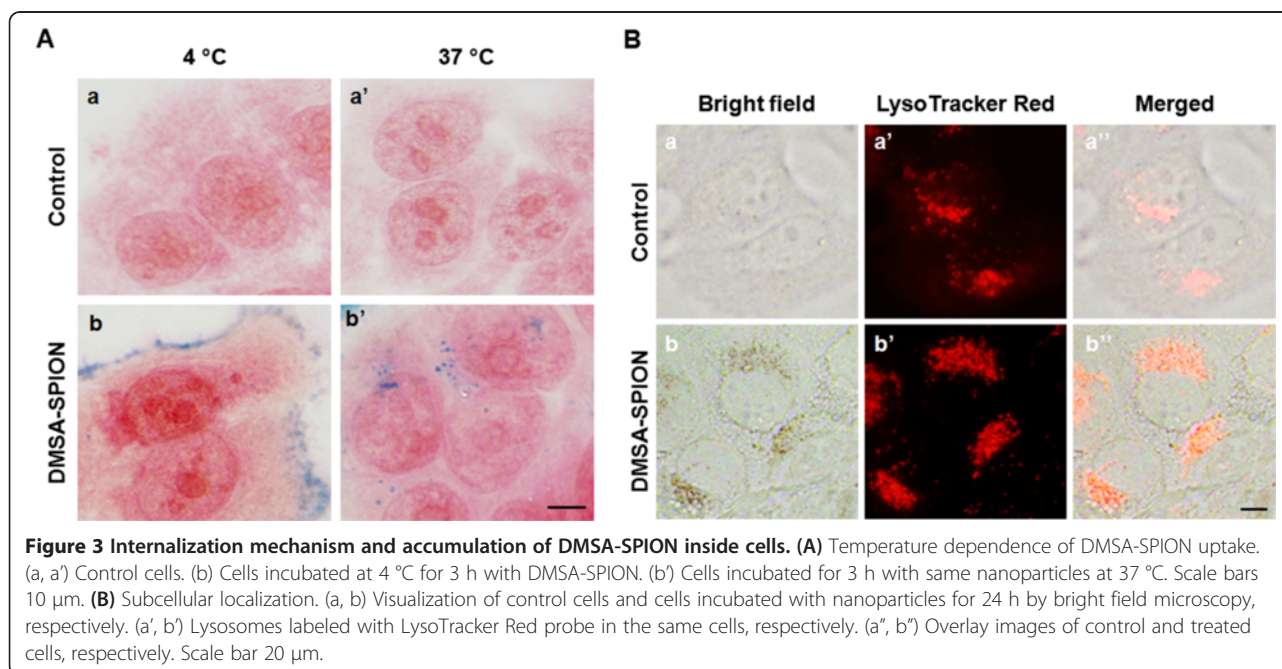 A
4 °C 37 °C
Control
a a’
DMSA-SPION
b b’
B
Bright field LysoTracker Red Merged
Control
a a’ a’’
DMSA-SPION
b b’ b’’
Figure 3 Internalization mechanism and accumulation of DMSA-SPION inside cells. (A) Temperature dependence of DMSA-SPION uptake.
(a, a’) Control cells. (b) Cells incubated at 4 °C for 3 h with DMSA-SPION. (b’) Cells incubated for 3 h with same nanoparticles at 37 °C. Scale bars
10 μm. (B) Subcellular localization. (a, b) Visualization of control cells and cells incubated with nanoparticles for 24 h by bright field microscopy,
respectively. (a’, b’) Lysosomes labeled with LysoTracker Red probe in the same cells, respectively. (a’’, b’’) Overlay images of control and treated
cells, respectively. Scale bar 20 μm.